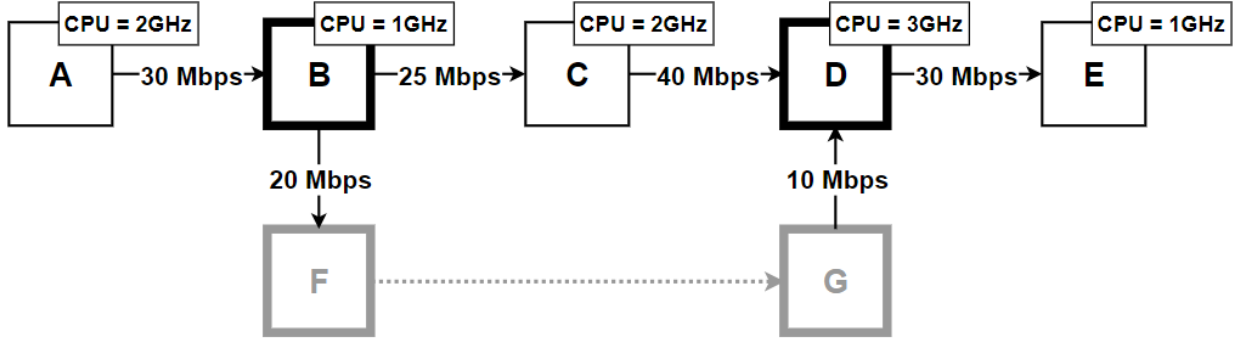 CPU = 2GHz
CPU = 1GHz
CPU = 2GHz
CPU = 3GHz
CPU = 1GHz
A
30 Mbps
B
25 Mbps
C
40 Mbps
D
30 Mbps
E
20 Mbps
10 Mbps
F
G